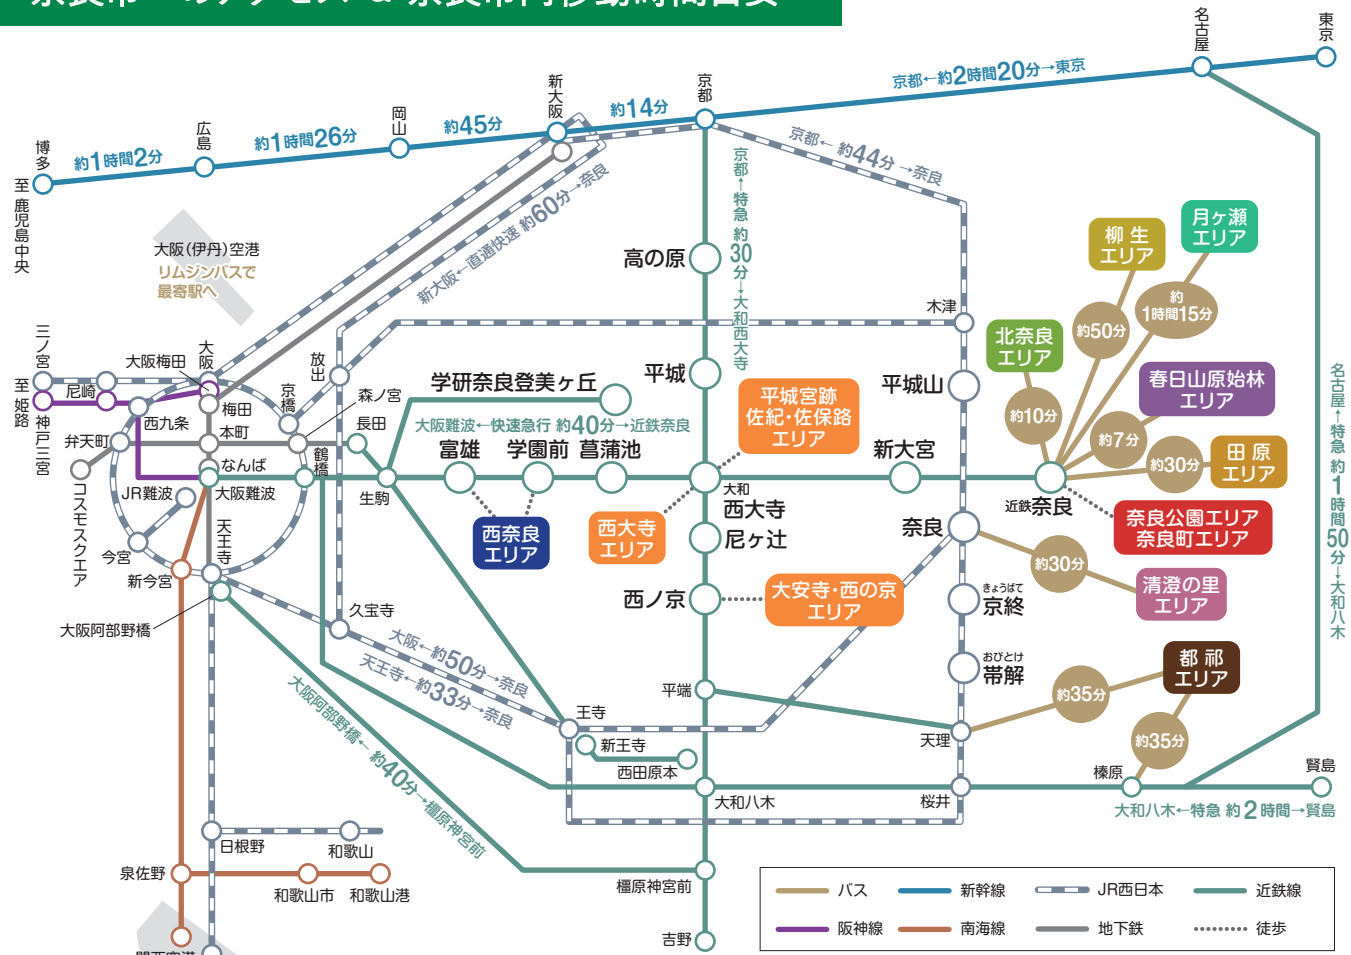 名古屋
東京
京都←約2時間20分→東京
新大阪
京都
約14分
岡山
約45分
広島
約1時間26分
博多
約1時間2分
至 鹿児島中央
京都←約44分→奈良
京都←特急 約30分→大和西大寺
新大阪←直通快速 約60分→奈良
大阪(伊丹)空港
リムジンバスで
最寄駅へ
高の原
柳生
エリア
月ヶ瀬
エリア
約50分
約
1時間15分
木津
北奈良
エリア
三ノ宮
大阪梅田
大阪
放出
尼崎
至姫路
神戸三宮
京橋
森ノ宮
学研奈良登美ヶ丘
平城
平城山
春日山原始林
エリア
平城宮跡
佐紀・佐保路
エリア
梅田
西九条
本町
長田
大阪難波←快速急行 約40分→近鉄奈良
約10分
約7分
約30分
田原
エリア
弁天町
鶴橋
富雄
学園前
菖蒲池
新大宮
なんば
コスモスクエア
JR難波
大阪難波
生駒
大和
西大寺
近鉄奈良
奈良公園エリア
奈良町エリア
西奈良
エリア
西大寺
エリア
尼ヶ辻
奈良
天王寺
今宮
新今宮
約30分
清澄の里
エリア
西ノ京
大安寺・西の京
エリア
きょうばて
京終
久宝寺
大阪阿部野橋
大阪←約50分→奈良
天王寺←約33分→奈良
おびとけ
帯解
都祁
エリア
約35分
約35分
名古屋←特急 約1時間50分→大和八木
大阪阿部野橋←約40分→橿原神宮前
平端
王寺
新王寺
西田原本
天理
榛原
賢島
大和八木
桜井
大和八木←特急 約2時間→賢島
日根野
和歌山
泉佐野
和歌山市
和歌山港
橿原神宮前
吉野
バス
新幹線
JR西日本
近鉄線
阪神線
南海線
地下鉄
徒歩